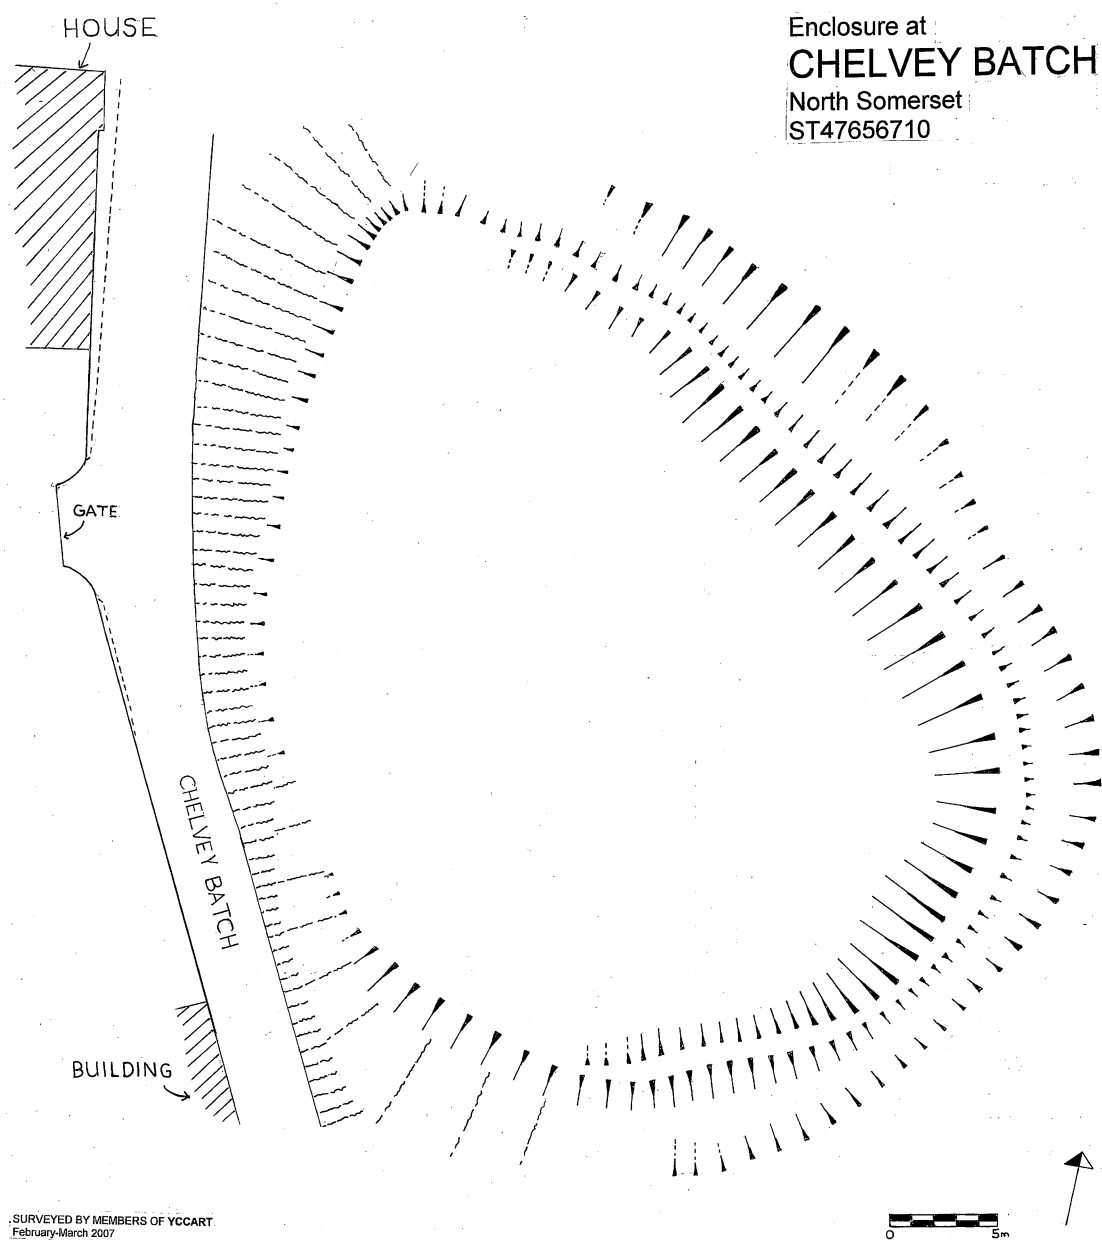 HOUSE
Enclosure at
CHELVEY BATCH
North Somerset
ST47656710
GATE
CHELVEY BATCH
BUILDING
SURVEYED BY MEMBERS OF YCCART
February-March 2007
0 5m